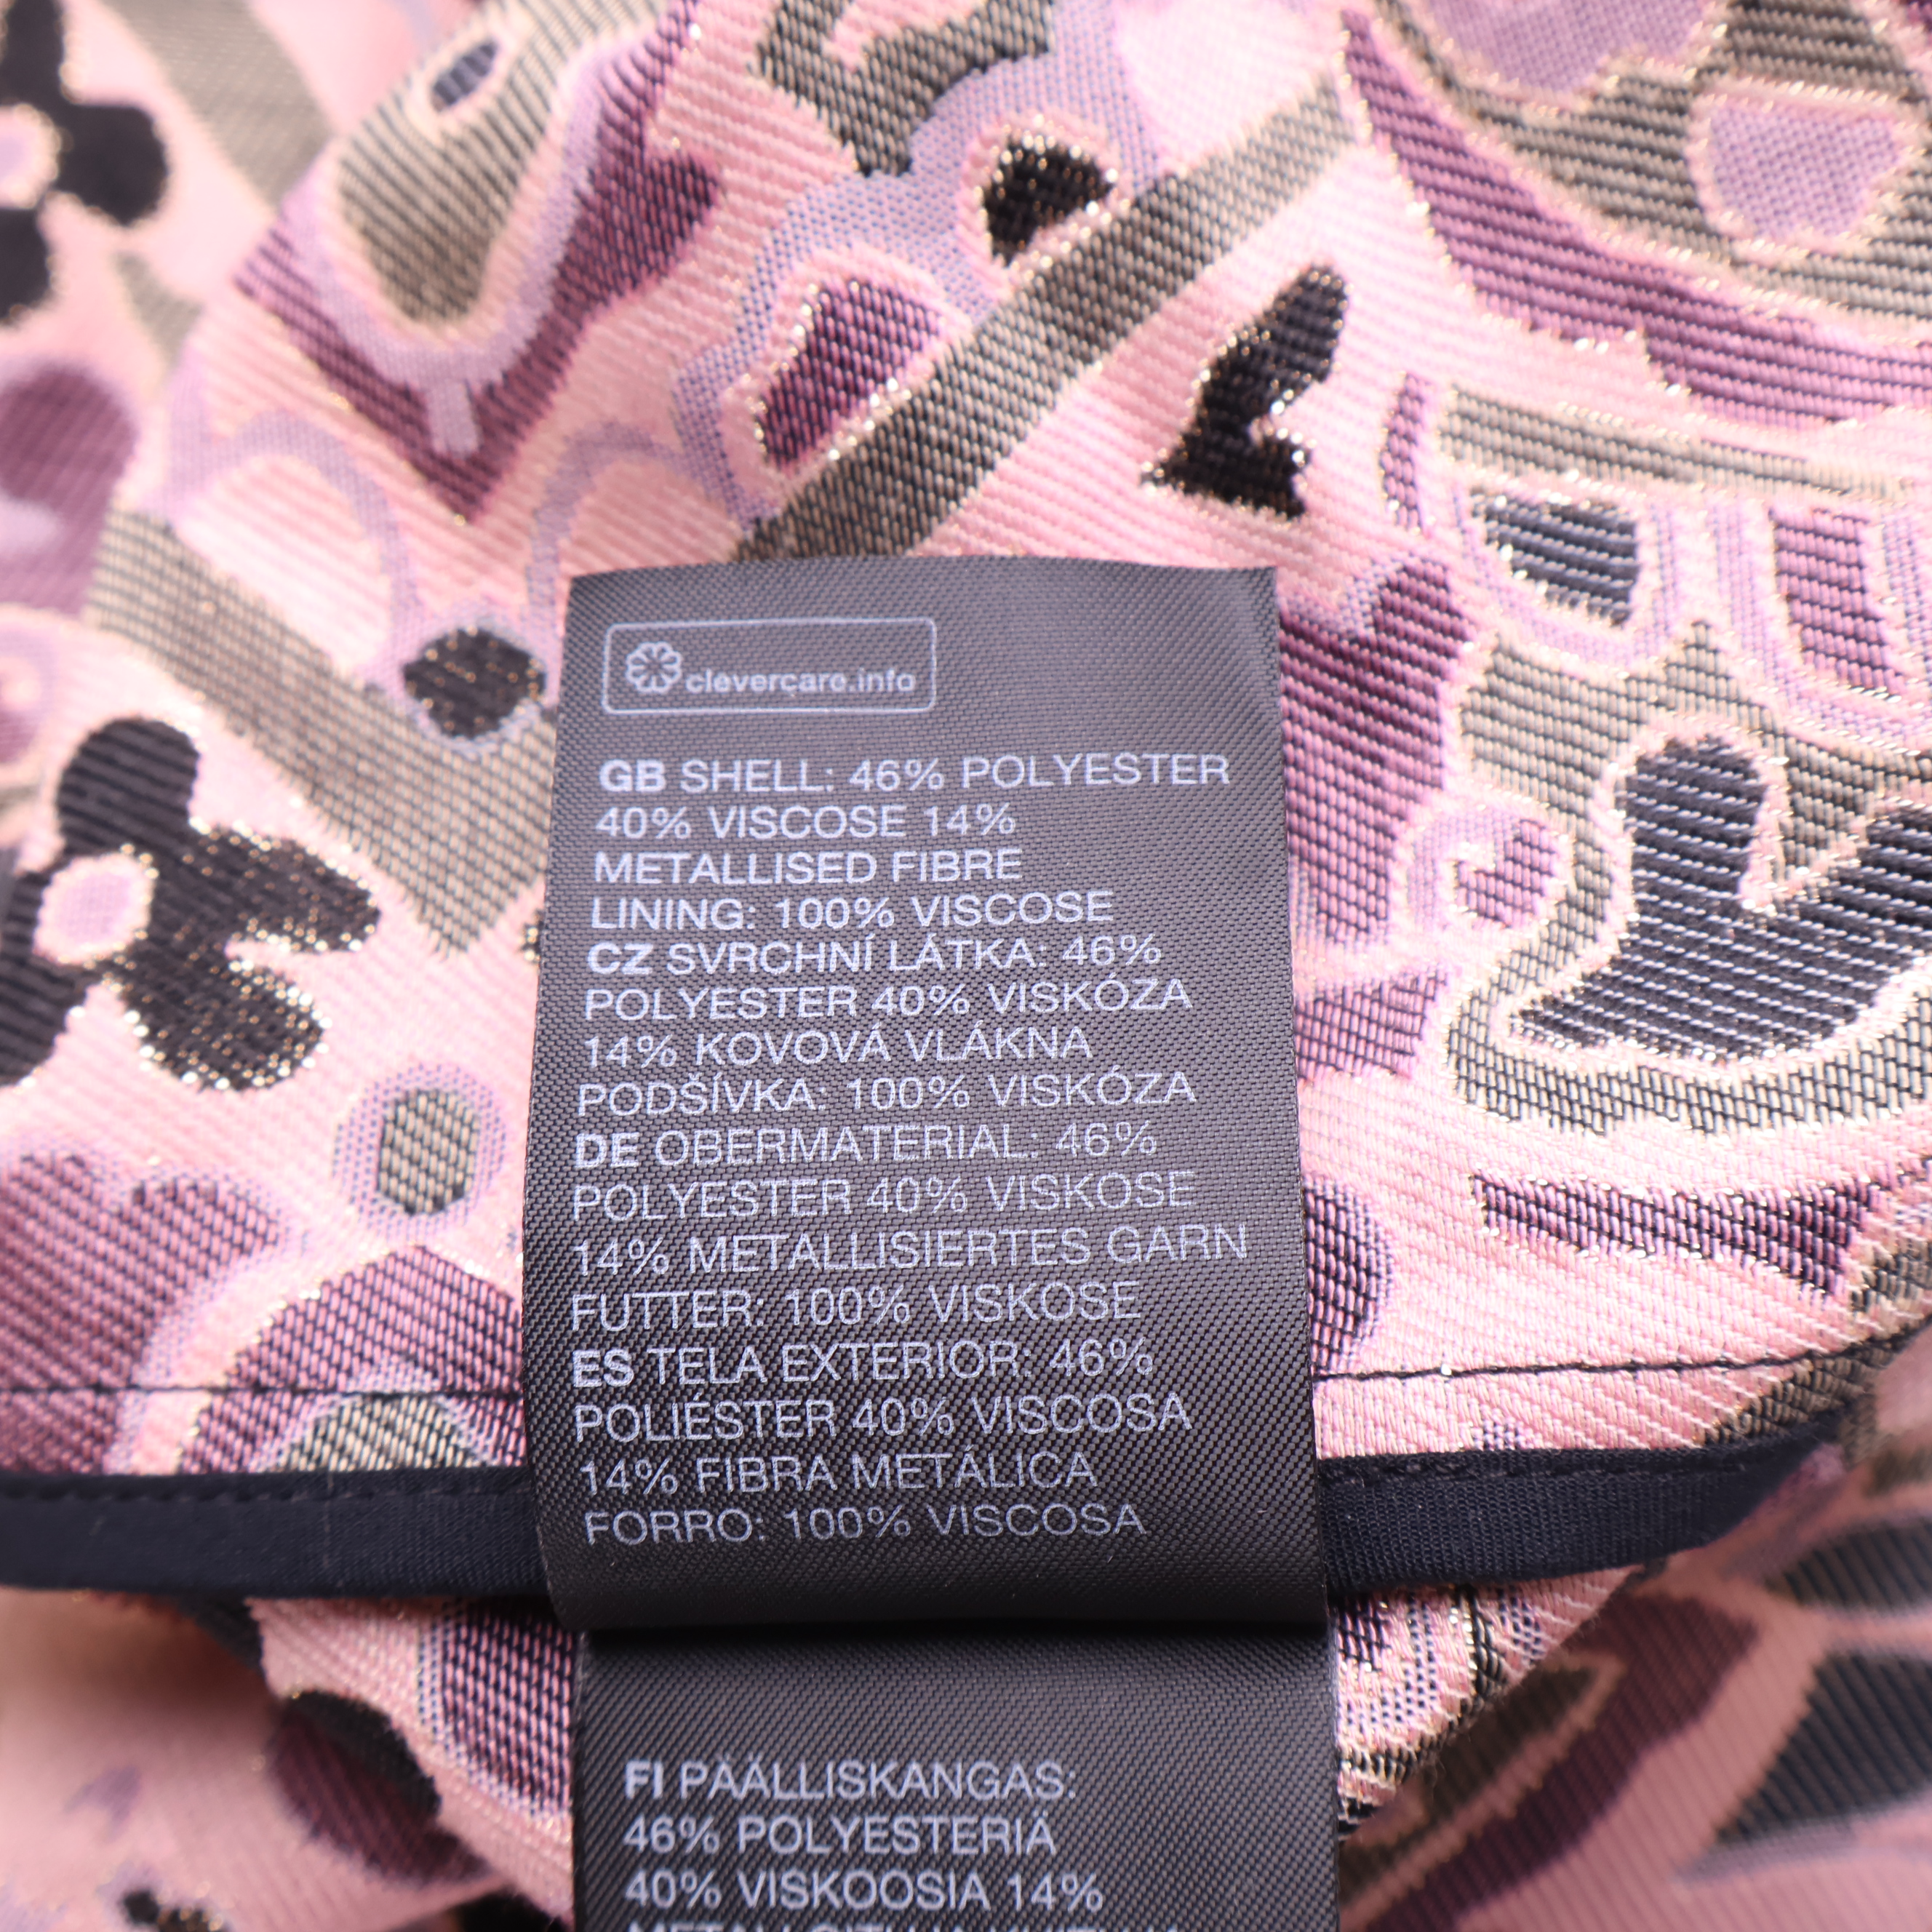 clevercare.info
GB SHELL: 46% POLYESTER
40% VISCOSE 14%
METALLISED FIBRE
LINING: 100% VISCOSE
CZ SVRCHNÍ LÁTKA: 46%
POLYESTER 40% VISKÓZA
14% KOVOVÁ VLÁKNA
PODŠÍVKA: 100% VISKÓZA
DE OBERMATERIAL: 46%
POLYESTER 40% VISKOSE
14% METALLISIERTES GARN
FUTTER: 100% VISKOSE
ES TELA EXTERIOR: 46%
POLIÉSTER 40% VISCOSA
14% FIBRA METÁLICA
FORRO: 100% VISCOSA
FI PÄÄLLISKANGAS:
46% POLYESTERIÄ
40% VISKOOSIA 14%